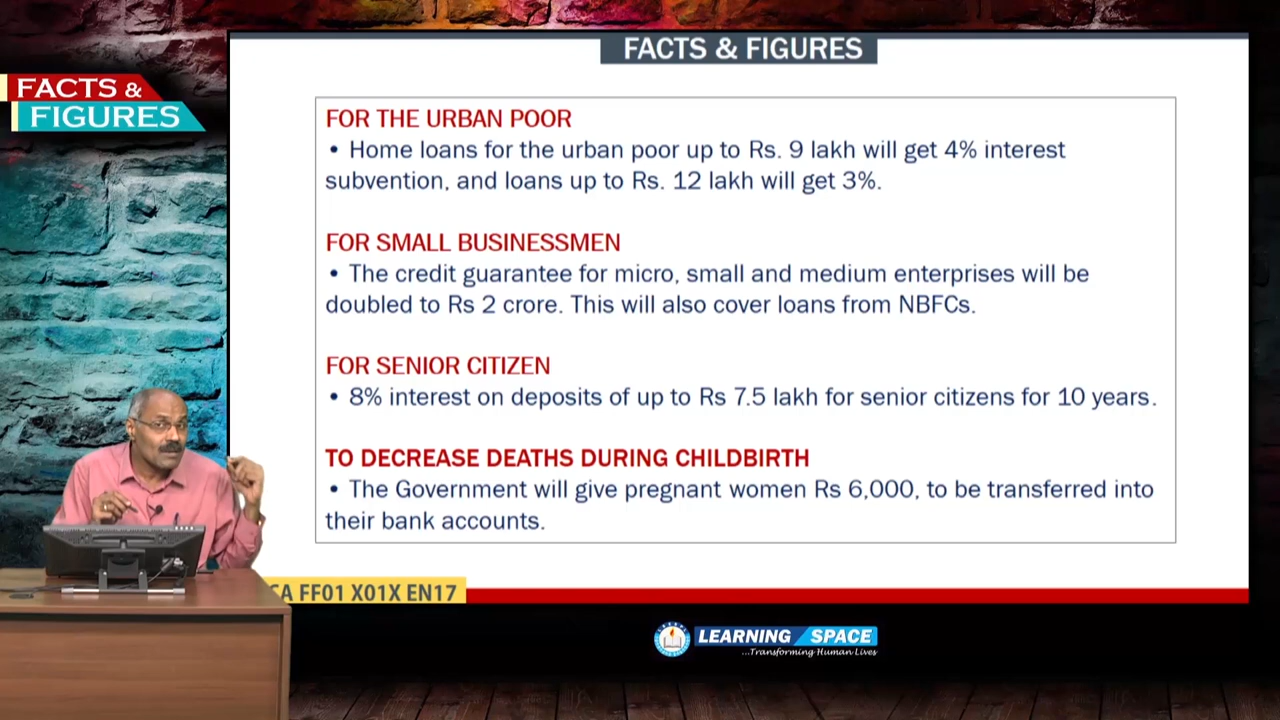 FACTS & FIGURES
FACTS &
FIGURES
FOR THE URBAN POOR
• Home loans for the urban poor up to Rs. 9 lakh will get 4% interest
subvention, and loans up to Rs. 12 lakh will get 3%.
FOR SMALL BUSINESSMEN
• The credit guarantee for micro, small and medium enterprises will be
doubled to Rs 2 crore. This will also cover loans from NBFCs.
FOR SENIOR CITIZEN
• 8% interest on deposits of up to Rs 7.5 lakh for senior citizens for 10 years.
TO DECREASE DEATHS DURING CHILDBIRTH
• The Government will give pregnant women Rs 6,000, to be transferred into
their bank accounts.
CA FF01 X01X EN17
LEARNING SPACE
...Transforming Human Lives